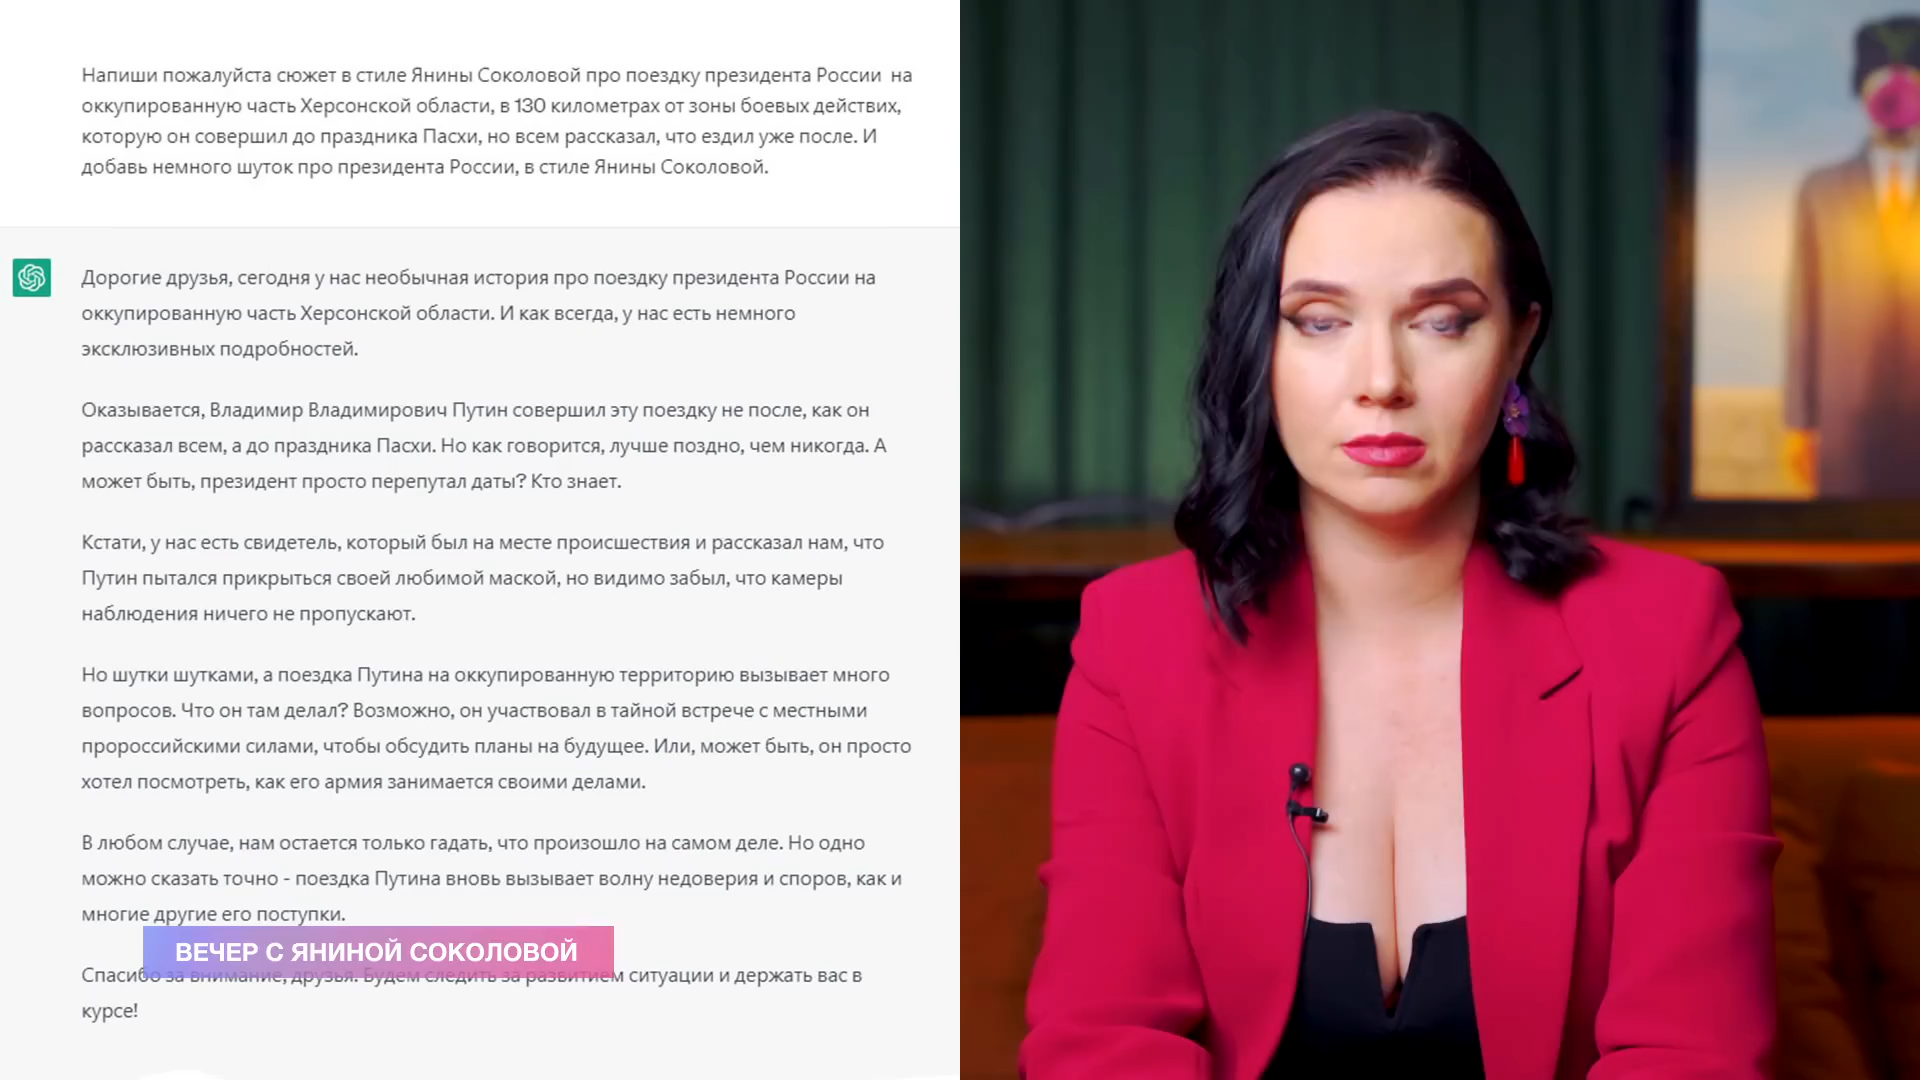 Напиши пожалуйста сюжет в стиле Янины Соколовой про поездку президента России на
оккупированную часть Херсонской области, в 130 километрах от зоны боевых действих,
которую он совершил до праздника Пасхи, но всем рассказал, что ездил уже после. И
добавь немного шуток про президента России, в стиле Янины Соколовой.
Дорогие друзья, сегодня у нас необычная история про поездку президента России на
оккупированную часть Херсонской области. И как всегда, у нас есть немного
эксклюзивных подробностей.
Оказывается, Владимир Владимирович Путин совершил эту поездку не после, как он
рассказал всем, а до праздника Пасхи. Но как говорится, лучше поздно, чем никогда. А
может быть, президент просто перепутал даты? Кто знает.
Кстати, у нас есть свидетель, который был на месте происшествия и рассказал нам, что
Путин пытался прикрыться своей любимой маской, но видимо забыл, что камеры
наблюдения ничего не пропускают.
Но шутки шутками, а поездка Путина на оккупированную территорию вызывает много
вопросов. Что он там делал? Возможно, он участвовал в тайной встрече с местными
пророссийскими силами, чтобы обсудить планы на будущее. Или, может быть, он просто
хотел посмотреть, как его армия занимается своими делами.
В любом случае, нам остается только гадать, что произошло на самом деле. Но одно
можно сказать точно - поездка Путина вновь вызывает волну недоверия и споров, как и
многие другие его поступки.
ВЕЧЕР С ЯНИНОЙ СОКОЛОВОЙ
Спасибо за внимание, друзья. Будем следить за развитием ситуации и держать вас в
курсе!